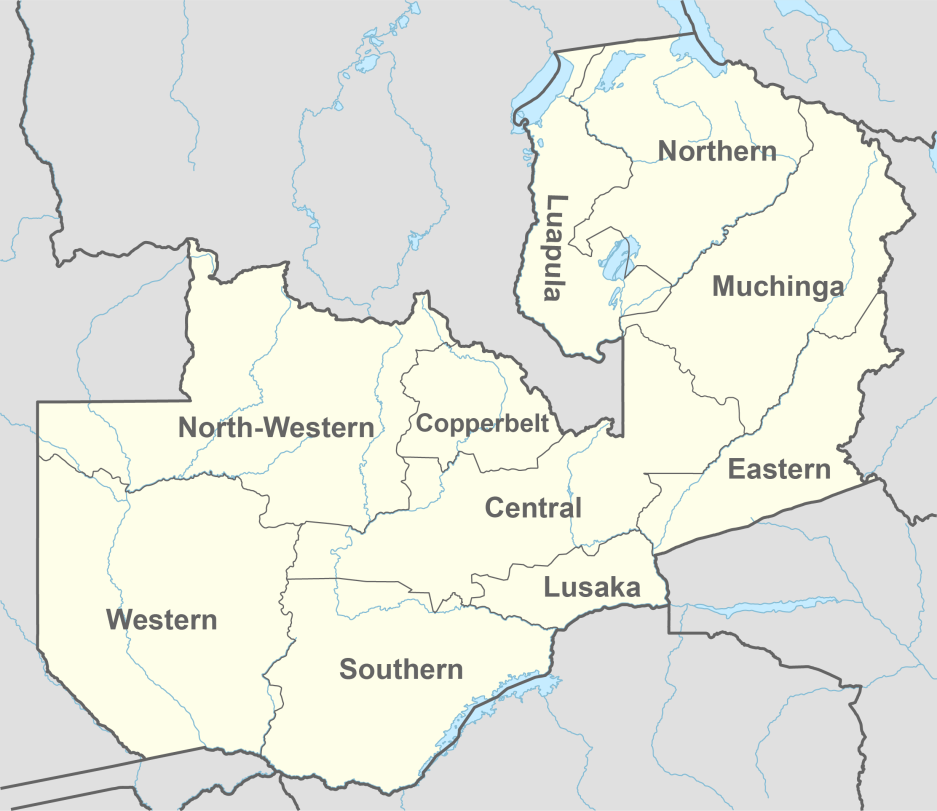 Northern
Luapula
Muchinga
North-Western
Copperbelt
Eastern
Central
Lusaka
Western
Southern